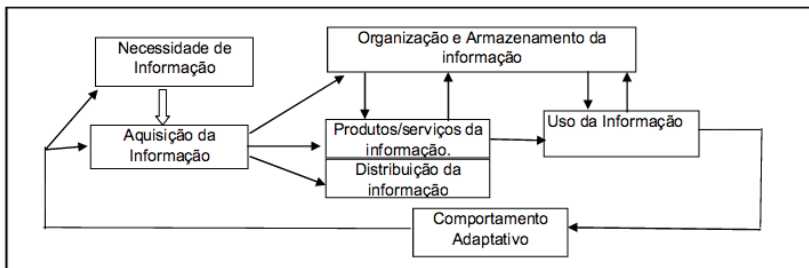 Necessidade de
Informação
Organização e Armazenamento da
informação
Aquisição da
Informação
Produtos/serviços da
informação.
Distribuição da
informação
Uso da Informação
Comportamento
Adaptativo